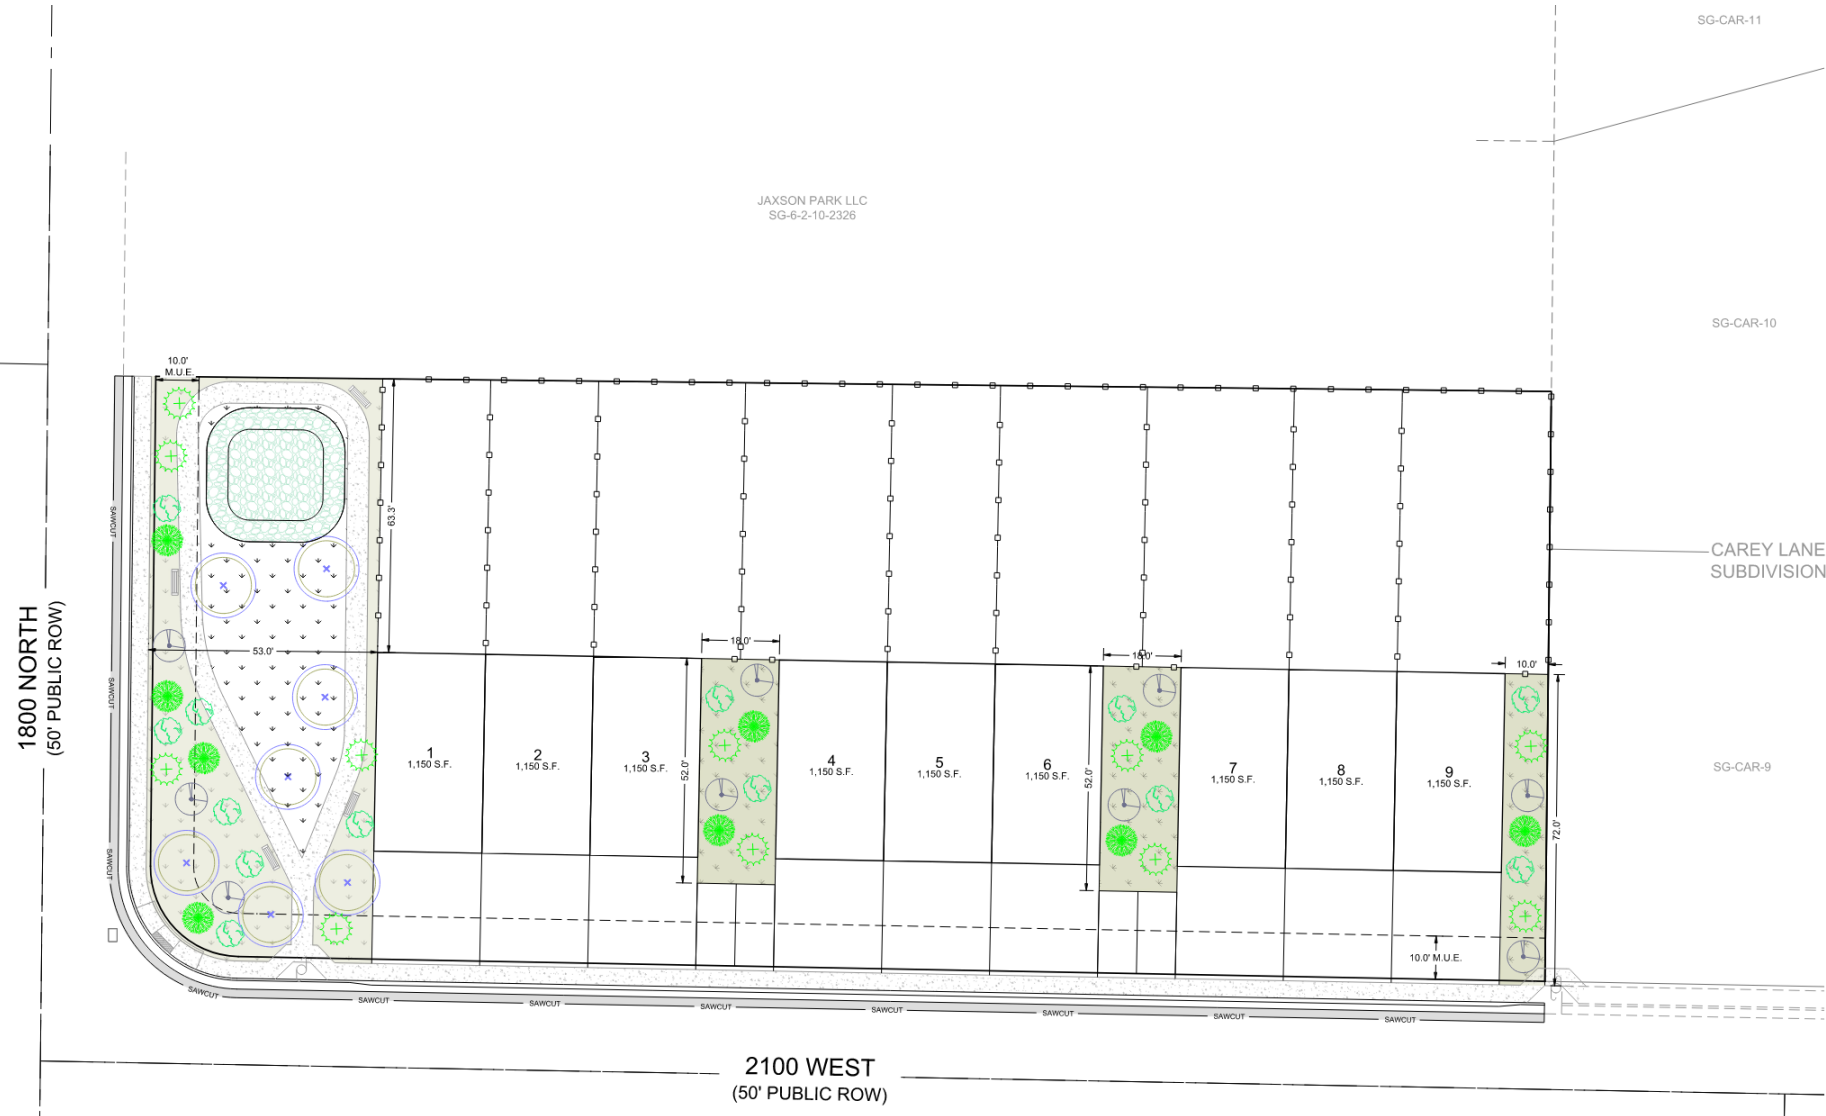 SG-CAR-11
JAXSON PARK LLC
SG-6-2-10-2326
SG-CAR-10
10.0'
M.U.E.
63.3'
SAWCUT
CAREY LANE
SUBDIVISION
1800 NORTH
(50' PUBLIC ROW)
53.0'
18.0'
18.0'
10.0'
SAWCUT
1
1,150 S.F.
2
1,150 S.F.
3
1,150 S.F.
52.0'
4
1,150 S.F.
5
1,150 S.F.
6
1,150 S.F.
52.0'
7
1,150 S.F.
8
1,150 S.F.
9
1,150 S.F.
72.0'
SG-CAR-9
SAWCUT
10.0' M.U.E.
SAWCUT
SAWCUT
SAWCUT
SAWCUT
SAWCUT
SAWCUT
SAWCUT
SAWCUT
2100 WEST
(50' PUBLIC ROW)